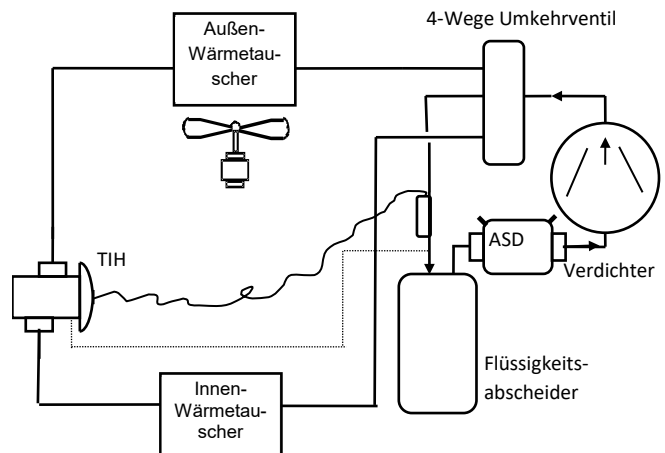 4-Wege Umkehrventil
Außen-
Wärmetau-
scher
TIH
ASD
Verdichter
Flüssigkeits-
abscheider
Innen-
Wärmetau-
scher